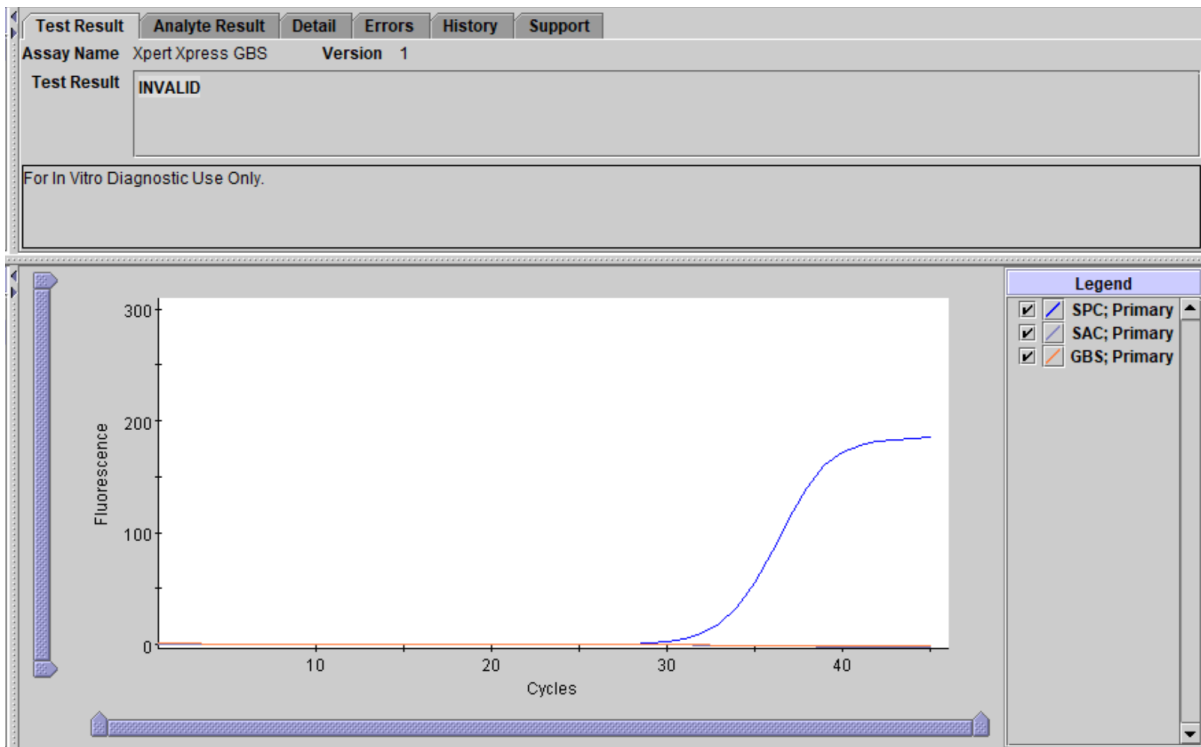 Test Result Analyte Result Detail Errors History Support
Assay Name Xpert Xpress GBS Version 1
Test Result INVALID
For In Vitro Diagnostic Use Only.
Legend
SPC; Primary
SAC; Primary
GBS; Primary
300
200
100
0
Fluorescence
10 20 30 40
Cycles